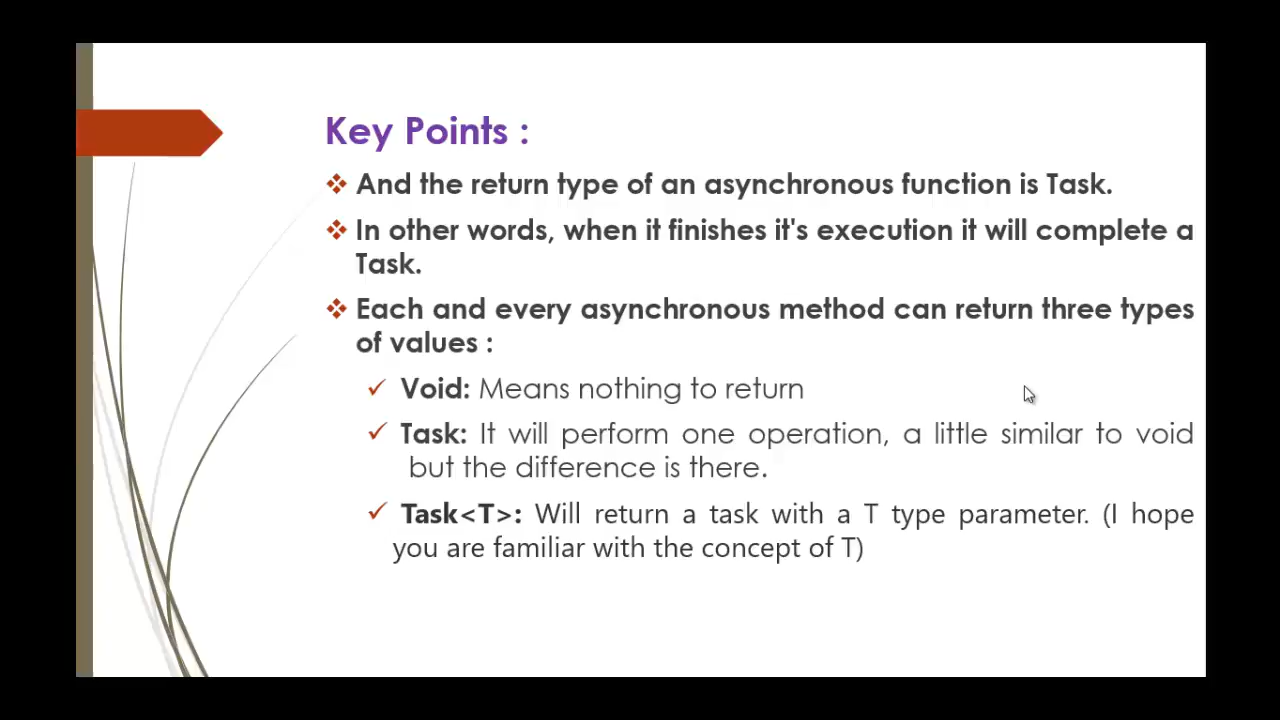 Key Points :
❖ And the return type of an asynchronous function is Task.
❖ In other words, when it finishes it's execution it will complete a
Task.
❖ Each and every asynchronous method can return three types
of values :
✓ Void: Means nothing to return
✓ Task: It will perform one operation, a little similar to void
but the difference is there.
✓ Task<T>: Will return a task with a T type parameter. (I hope
you are familiar with the concept of T)